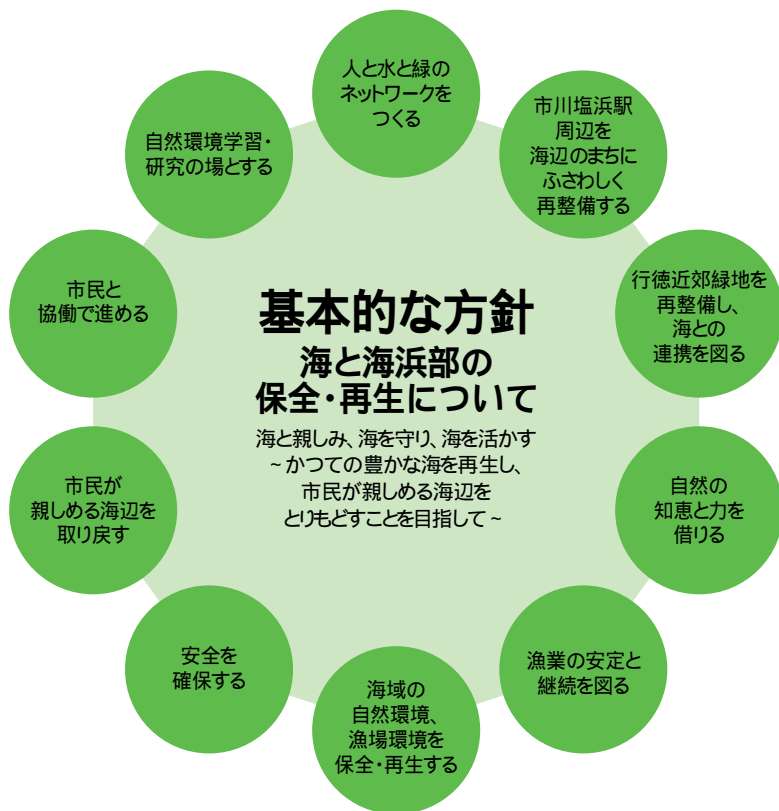 基本的な方針
海と海浜部の
保全・再生について
海と親しみ、海を守り、海を活かす
~かつての豊かな海を再生し、
市民が親しめる海辺を
とりもどすことを目指して~
人と水と緑の
ネットワークを
つくる
市川塩浜駅
周辺を
海辺のまちに
ふさわしく
再整備する
行徳近郊緑地を
再整備し、
海との
連携を図る
自然の
知恵と力を
借りる
漁業の安定と
継続を図る
海域の
自然環境、
漁場環境を
保全・再生する
安全を
確保する
市民が
親しめる海辺を
取り戻す
市民と
協働で進める
自然環境学習・
研究の場とする